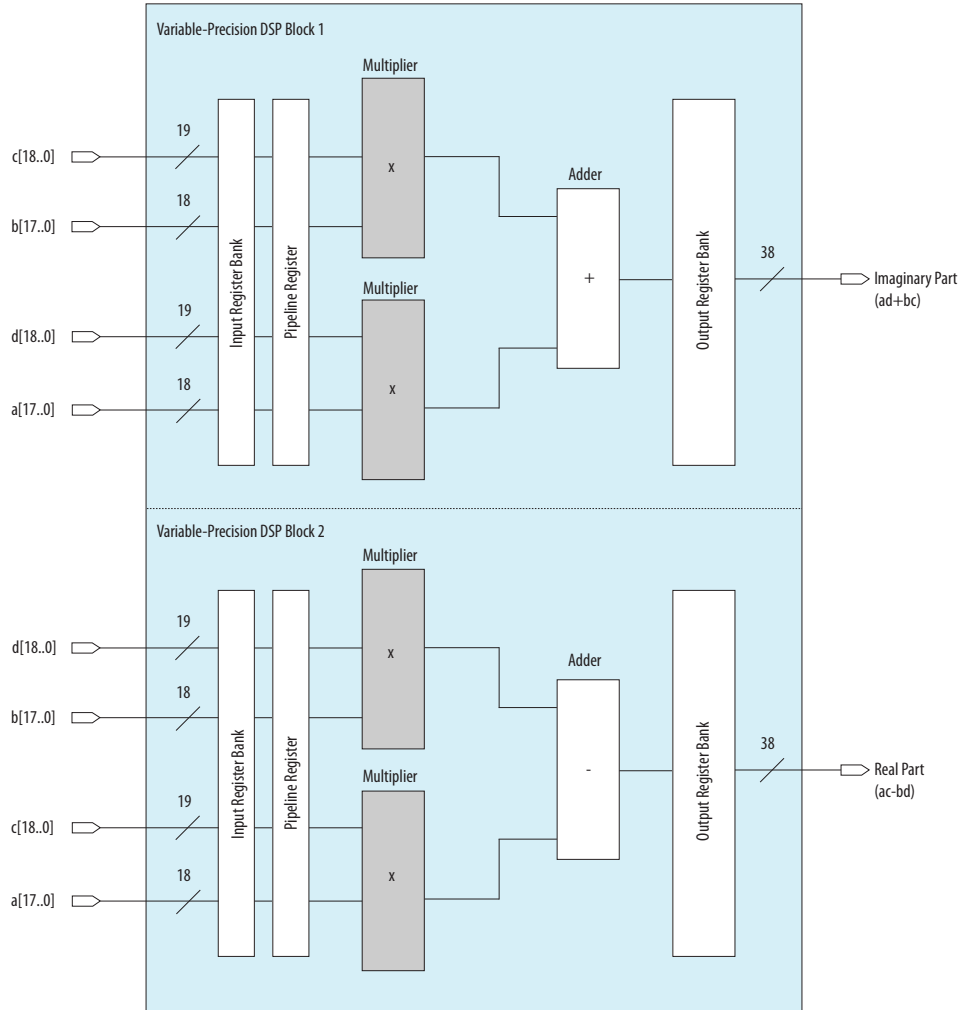 Variable-Precision DSP Block 1
Multiplier
19
c[18..0]
x
Adder
18
b[17..0]
38
Input Register Bank
Pipeline Register
Multiplier
+
Output Register Bank
Imaginary Part
(ad+bc)
19
d[18..0]
x
18
a[17..0]
Variable-Precision DSP Block 2
Multiplier
19
d[18..0]
x
Adder
18
b[17..0]
38
Input Register Bank
Pipeline Register
Multiplier
-
Output Register Bank
Real Part
(ac-bd)
19
c[18..0]
x
18
a[17..0]